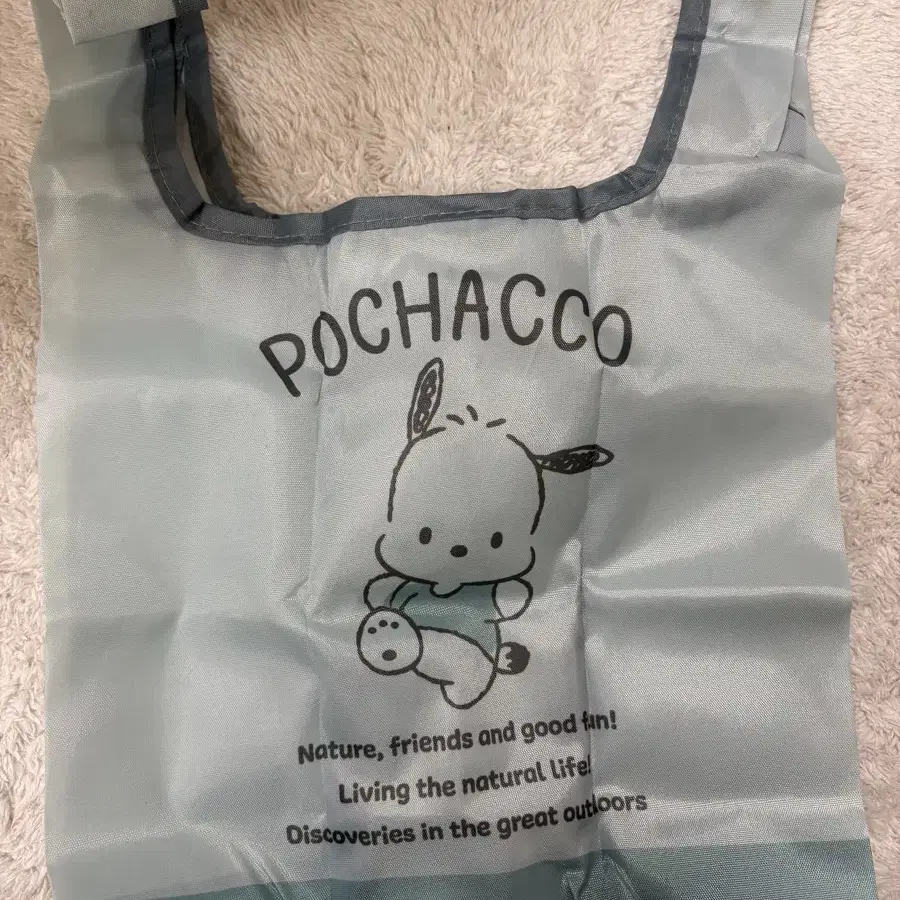 POCHACCO
Nature, friends and good fun!
Living the natural life!
Discoveries in the great outdoors